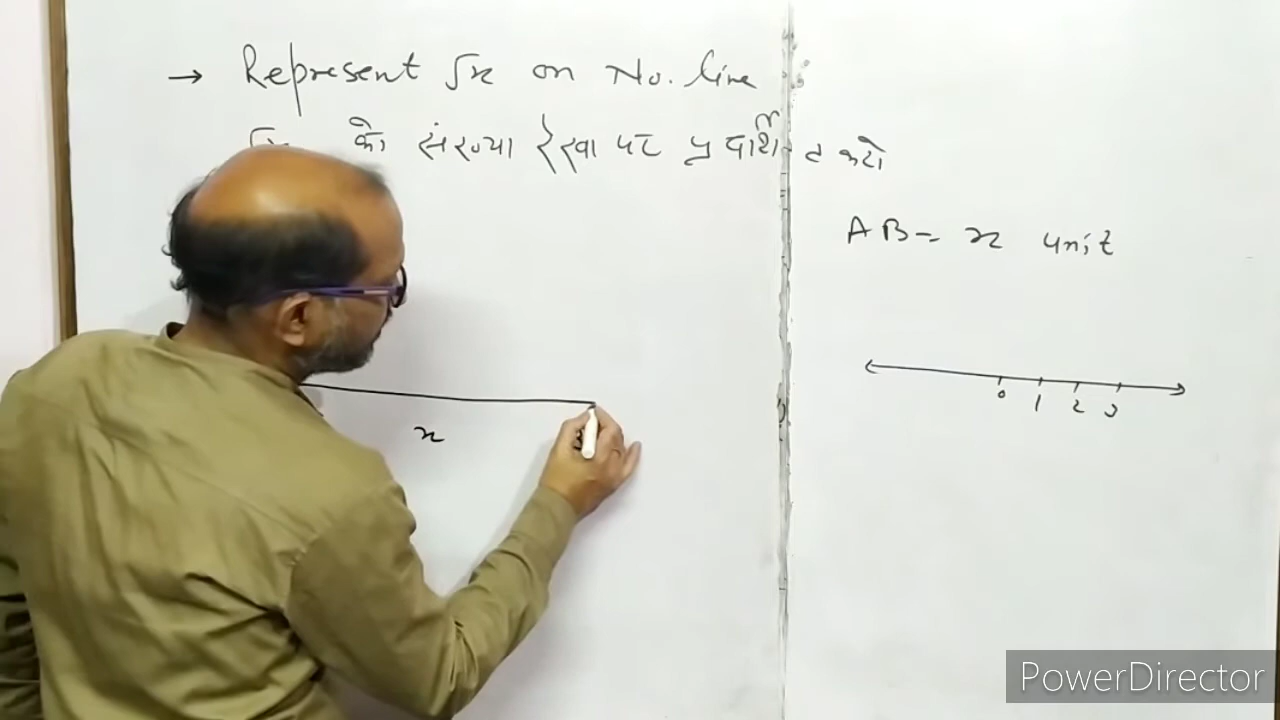 → Represent √x on No. line
√x को संख्या रेखा पर प्रदर्शित करो
AB = x unit
0 1 2 3
x
PowerDirector